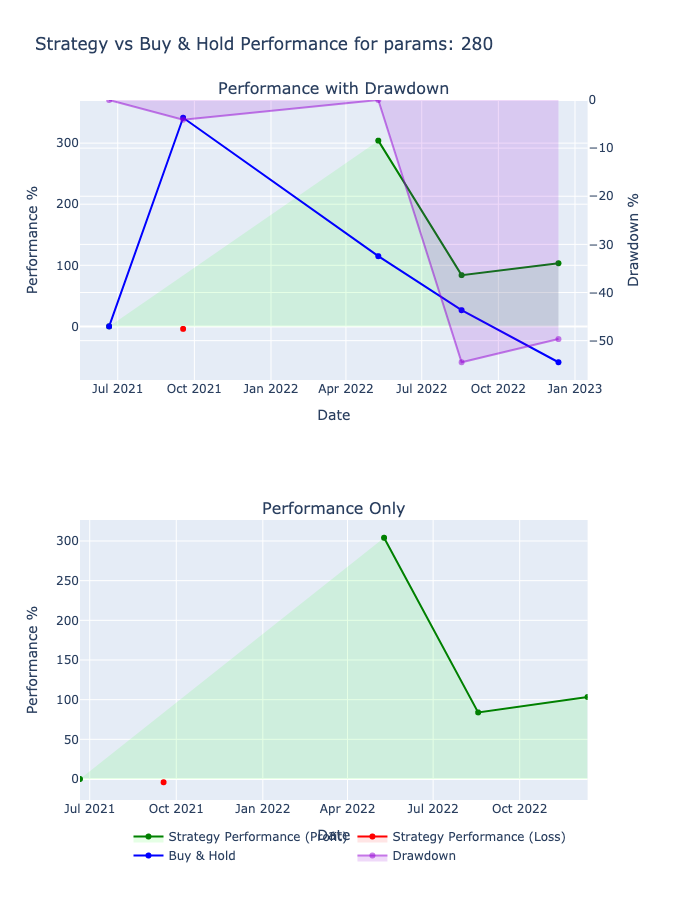 Strategy vs Buy & Hold Performance for params: 280
Performance with Drawdown
300
200
100
0
Performance %
0
−10
−20
−30
−40
−50
Drawdown %
Jul 2021 Oct 2021 Jan 2022 Apr 2022 Jul 2022 Oct 2022 Jan 2023
Date
Performance Only
300
250
200
150
100
50
0
Performance %
Jul 2021 Oct 2021 Jan 2022 Apr 2022 Jul 2022 Oct 2022
Date
Strategy Performance (Profit) Strategy Performance (Loss)
Buy & Hold Drawdown